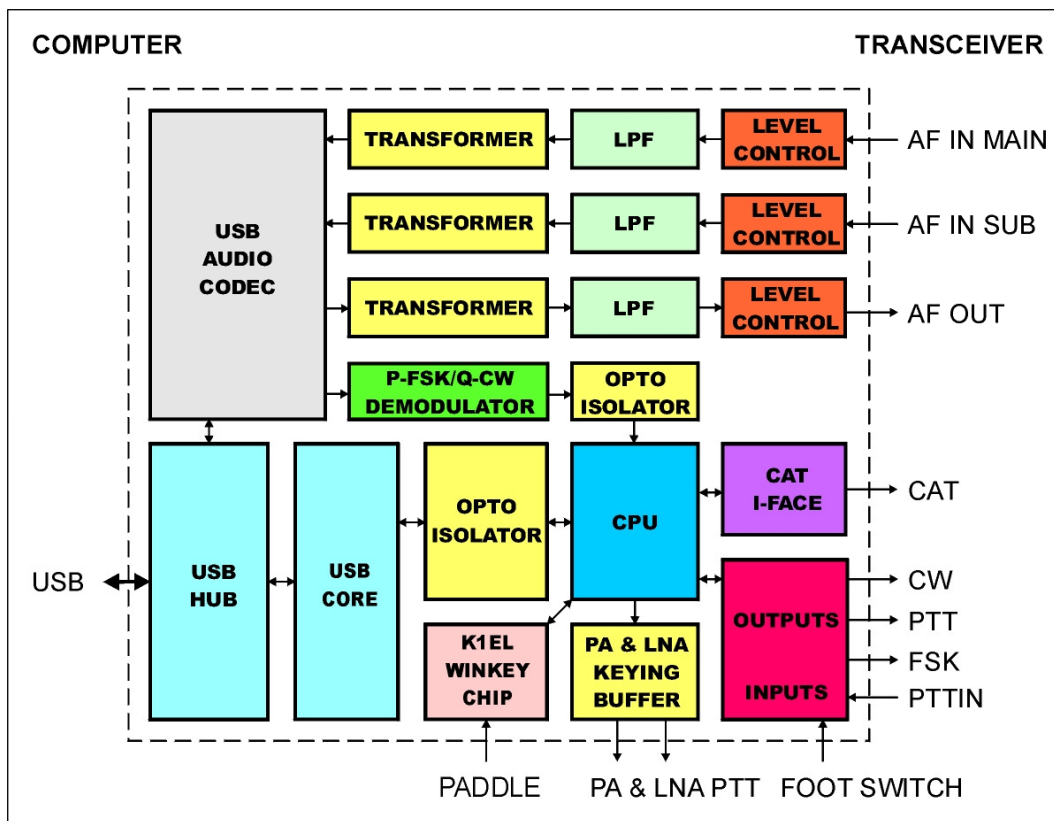 COMPUTER
TRANSCEIVER
TRANSFORMER
LPF
LEVEL
CONTROL
AF IN MAIN
USB
AUDIO
CODEC
TRANSFORMER
LPF
LEVEL
CONTROL
AF IN SUB
TRANSFORMER
LPF
LEVEL
CONTROL
AF OUT
P-FSK/Q-CW
DEMODULATOR
OPTO
ISOLATOR
USB
USB
HUB
USB
CORE
OPTO
ISOLATOR
CPU
CAT
I-FACE
CAT
K1EL
WINKEY
CHIP
PA & LNA
KEYING
BUFFER
OUTPUTS
INPUTS
CW
PTT
FSK
PTTIN
PADDLE
PA & LNA PTT
FOOT SWITCH